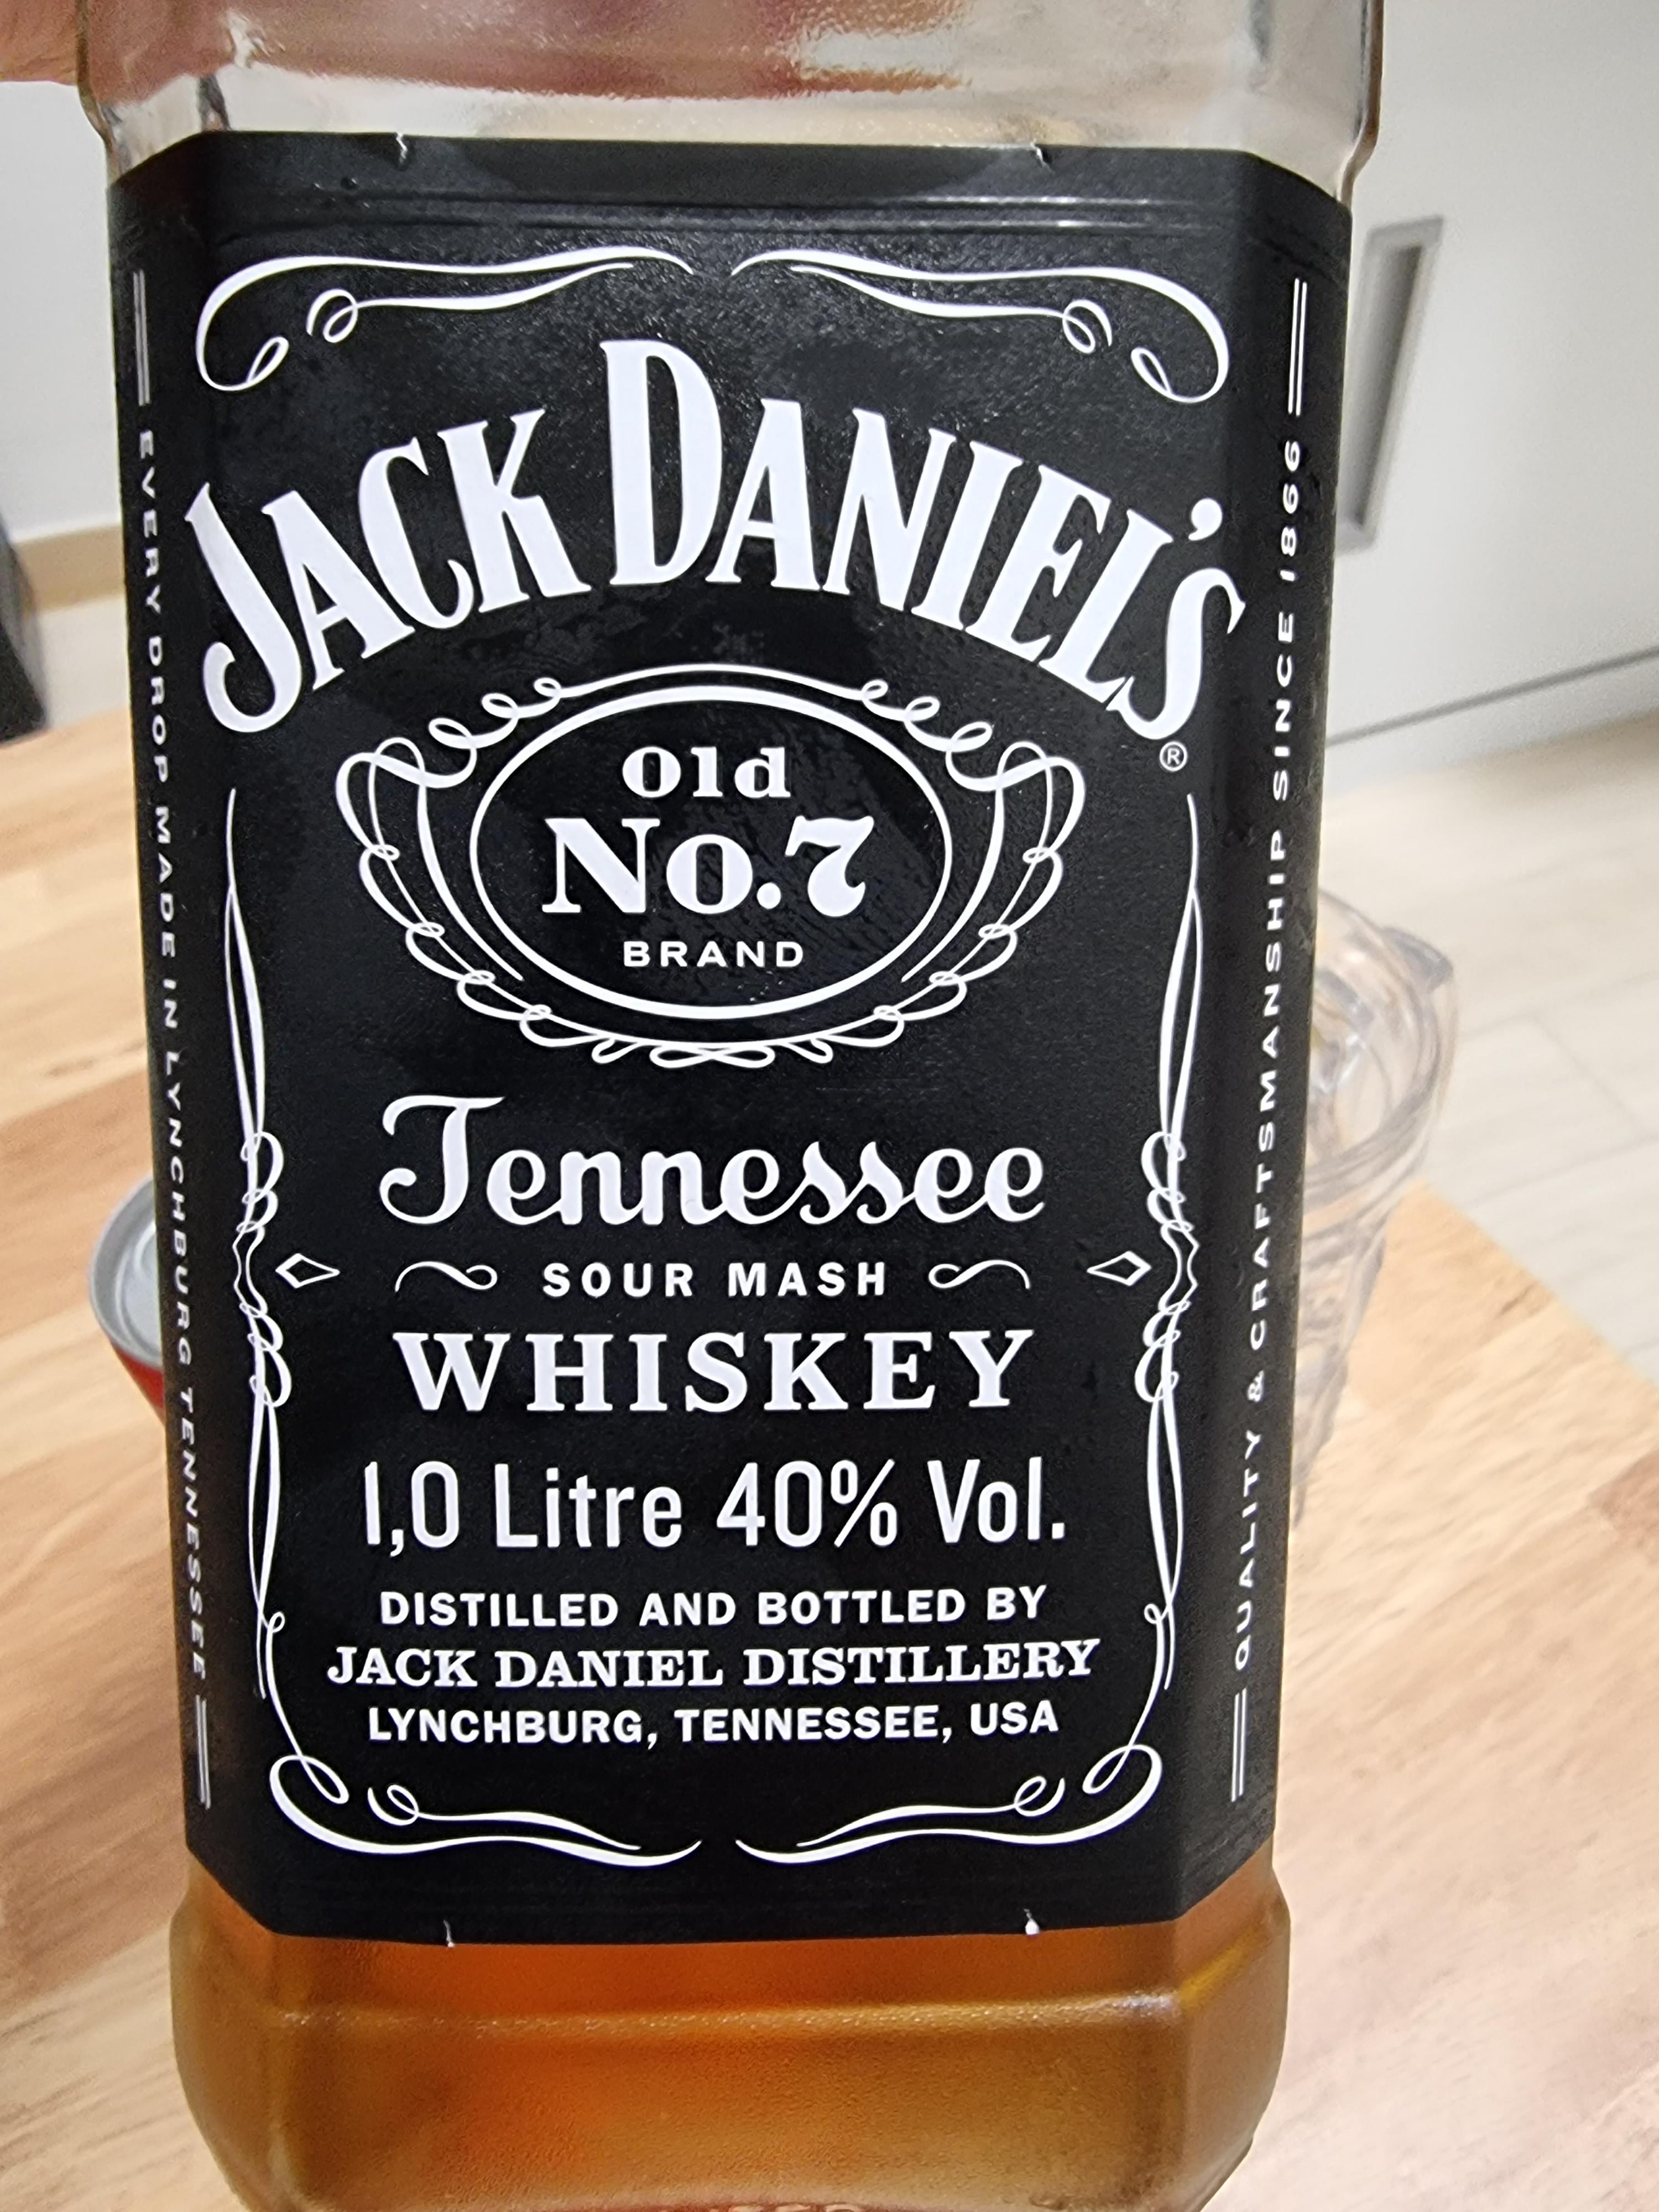 JACK DANIEL'S
®
Old
No.7
BRAND
Tennessee
SOUR MASH
WHISKEY
1,0 Litre 40% Vol.
DISTILLED AND BOTTLED BY
JACK DANIEL DISTILLERY
LYNCHBURG, TENNESSEE, USA
EVERY DROP MADE IN LYNCHBURG TENNESSEE
QUALITY & CRAFTSMANSHIP SINCE 1866